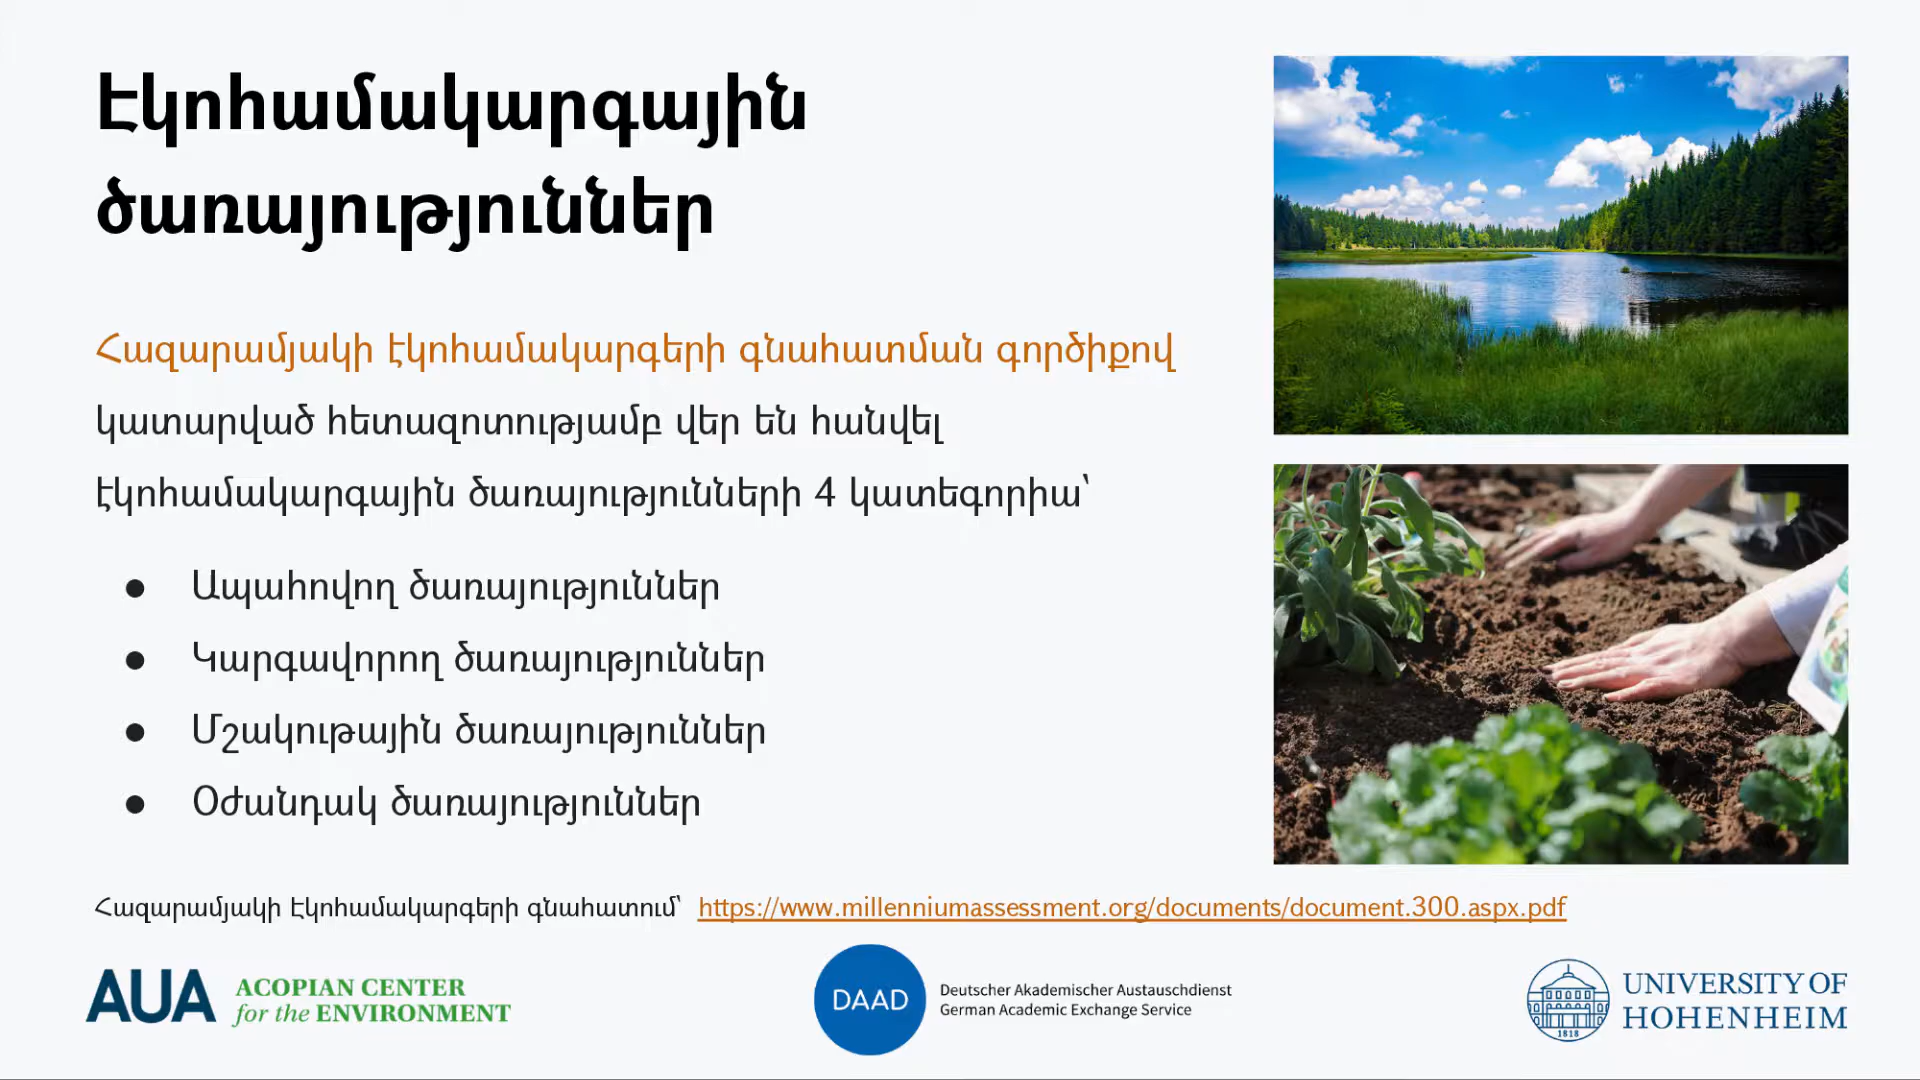 Էկոհամակարգային
ծառայություններ
Հազարամյակի էկոհամակարգերի գնահատման գործիքով
կատարված հետազոտությամբ վեր են հանվել
էկոհամակարգային ծառայությունների 4 կատեգորիա՝
● Ապահովող ծառայություններ
● Կարգավորող ծառայություններ
● Մշակութային ծառայություններ
● Օժանդակ ծառայություններ
Հազարամյակի Էկոհամակարգերի գնահատում՝ https://www.millenniumassessment.org/documents/document.300.aspx.pdf
AUA ACOPIAN CENTER
for the ENVIRONMENT
DAAD
Deutscher Akademischer Austauschdienst
German Academic Exchange Service
1818
UNIVERSITY OF
HOHENHEIM